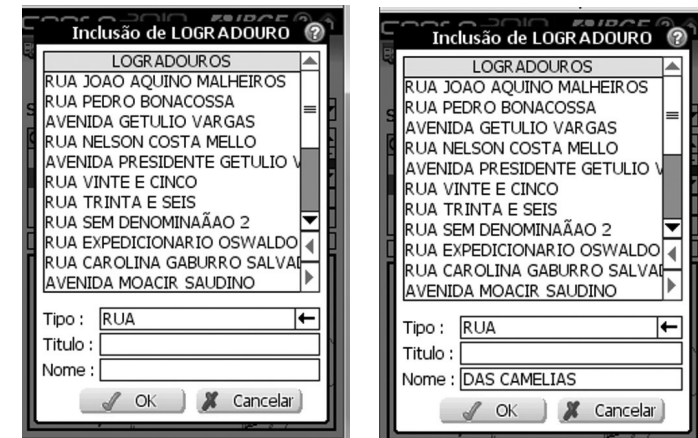 Inclusão de LOGRADOURO
LOGRADOUROS
RUA JOAO AQUINO MALHEIROS
RUA PEDRO BONACOSSA
AVENIDA GETULIO VARGAS
RUA NELSON COSTA MELLO
AVENIDA PRESIDENTE GETULIO V
RUA VINTE E CINCO
RUA TRINTA E SEIS
RUA SEM DENOMINAÃAO 2
RUA EXPEDICIONARIO OSWALDO
RUA CAROLINA GABURRO SALVAD
AVENIDA MOACIR SAUDINO
Tipo : RUA
Titulo :
Nome :
OK Cancelar
Inclusão de LOGRADOURO
LOGRADOUROS
RUA JOAO AQUINO MALHEIROS
RUA PEDRO BONACOSSA
AVENIDA GETULIO VARGAS
RUA NELSON COSTA MELLO
AVENIDA PRESIDENTE GETULIO V
RUA VINTE E CINCO
RUA TRINTA E SEIS
RUA SEM DENOMINAÃAO 2
RUA EXPEDICIONARIO OSWALDO
RUA CAROLINA GABURRO SALVAD
AVENIDA MOACIR SAUDINO
Tipo : RUA
Titulo :
Nome : DAS CAMELIAS
OK Cancelar